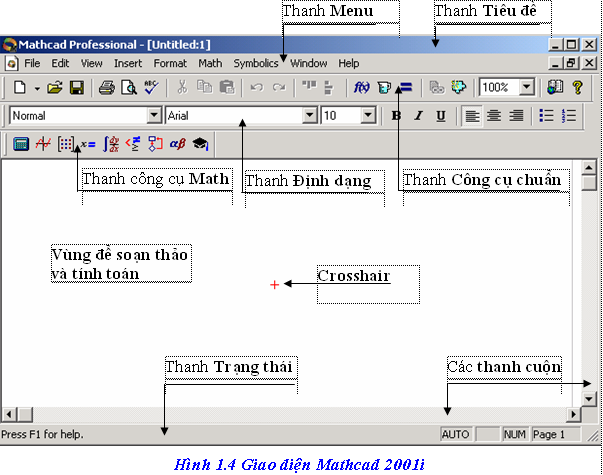 Thanh Menu
Thanh Tiêu đề
Mathcad Professional - [Untitled:1]
File Edit View Insert Format Math Symbolics Window Help
f(x) 100% ?
Normal Arial 10 B I U
x= αβ
Thanh công cụ Math
Thanh Định dạng
Thanh Công cụ chuẩn
Vùng để soạn thảo
và tính toán
Crosshair
Thanh Trạng thái
Các thanh cuộn
Press F1 for help. AUTO NUM Page 1
Hình 1.4 Giao diện Mathcad 2001i